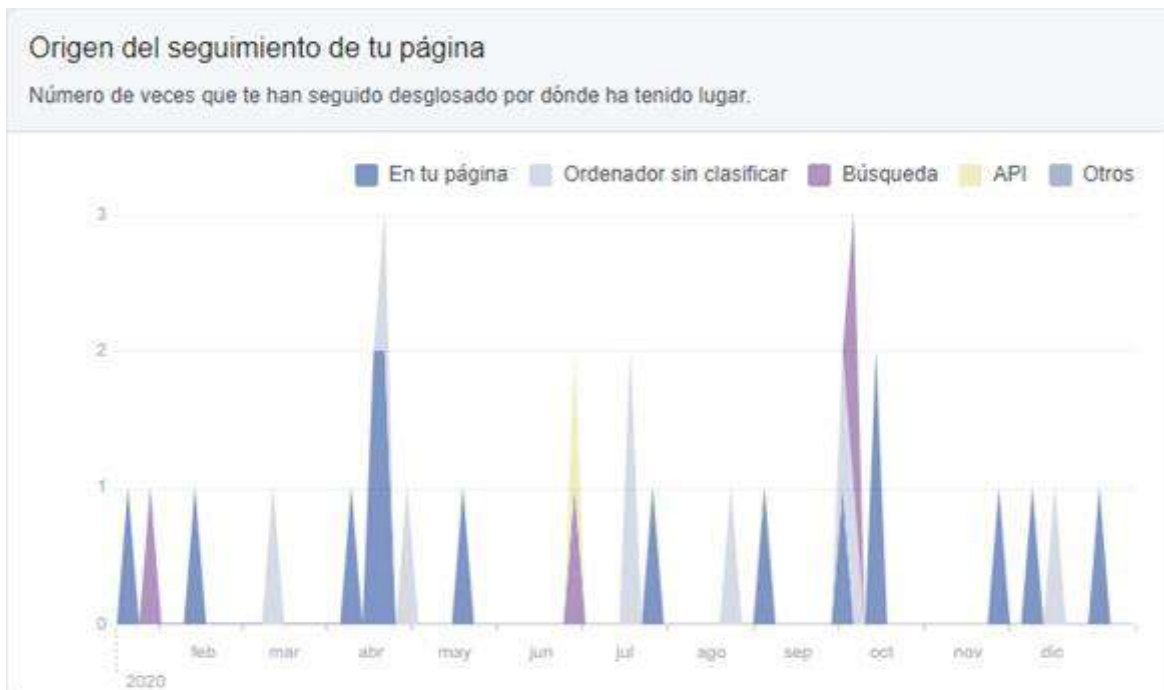 Origen del seguimiento de tu página
Número de veces que te han seguido desglosado por dónde ha tenido lugar.
En tu página Ordenador sin clasificar Búsqueda API Otros
3
2
1
0
feb mar abr may jun jul ago sep oct nov dic
2020